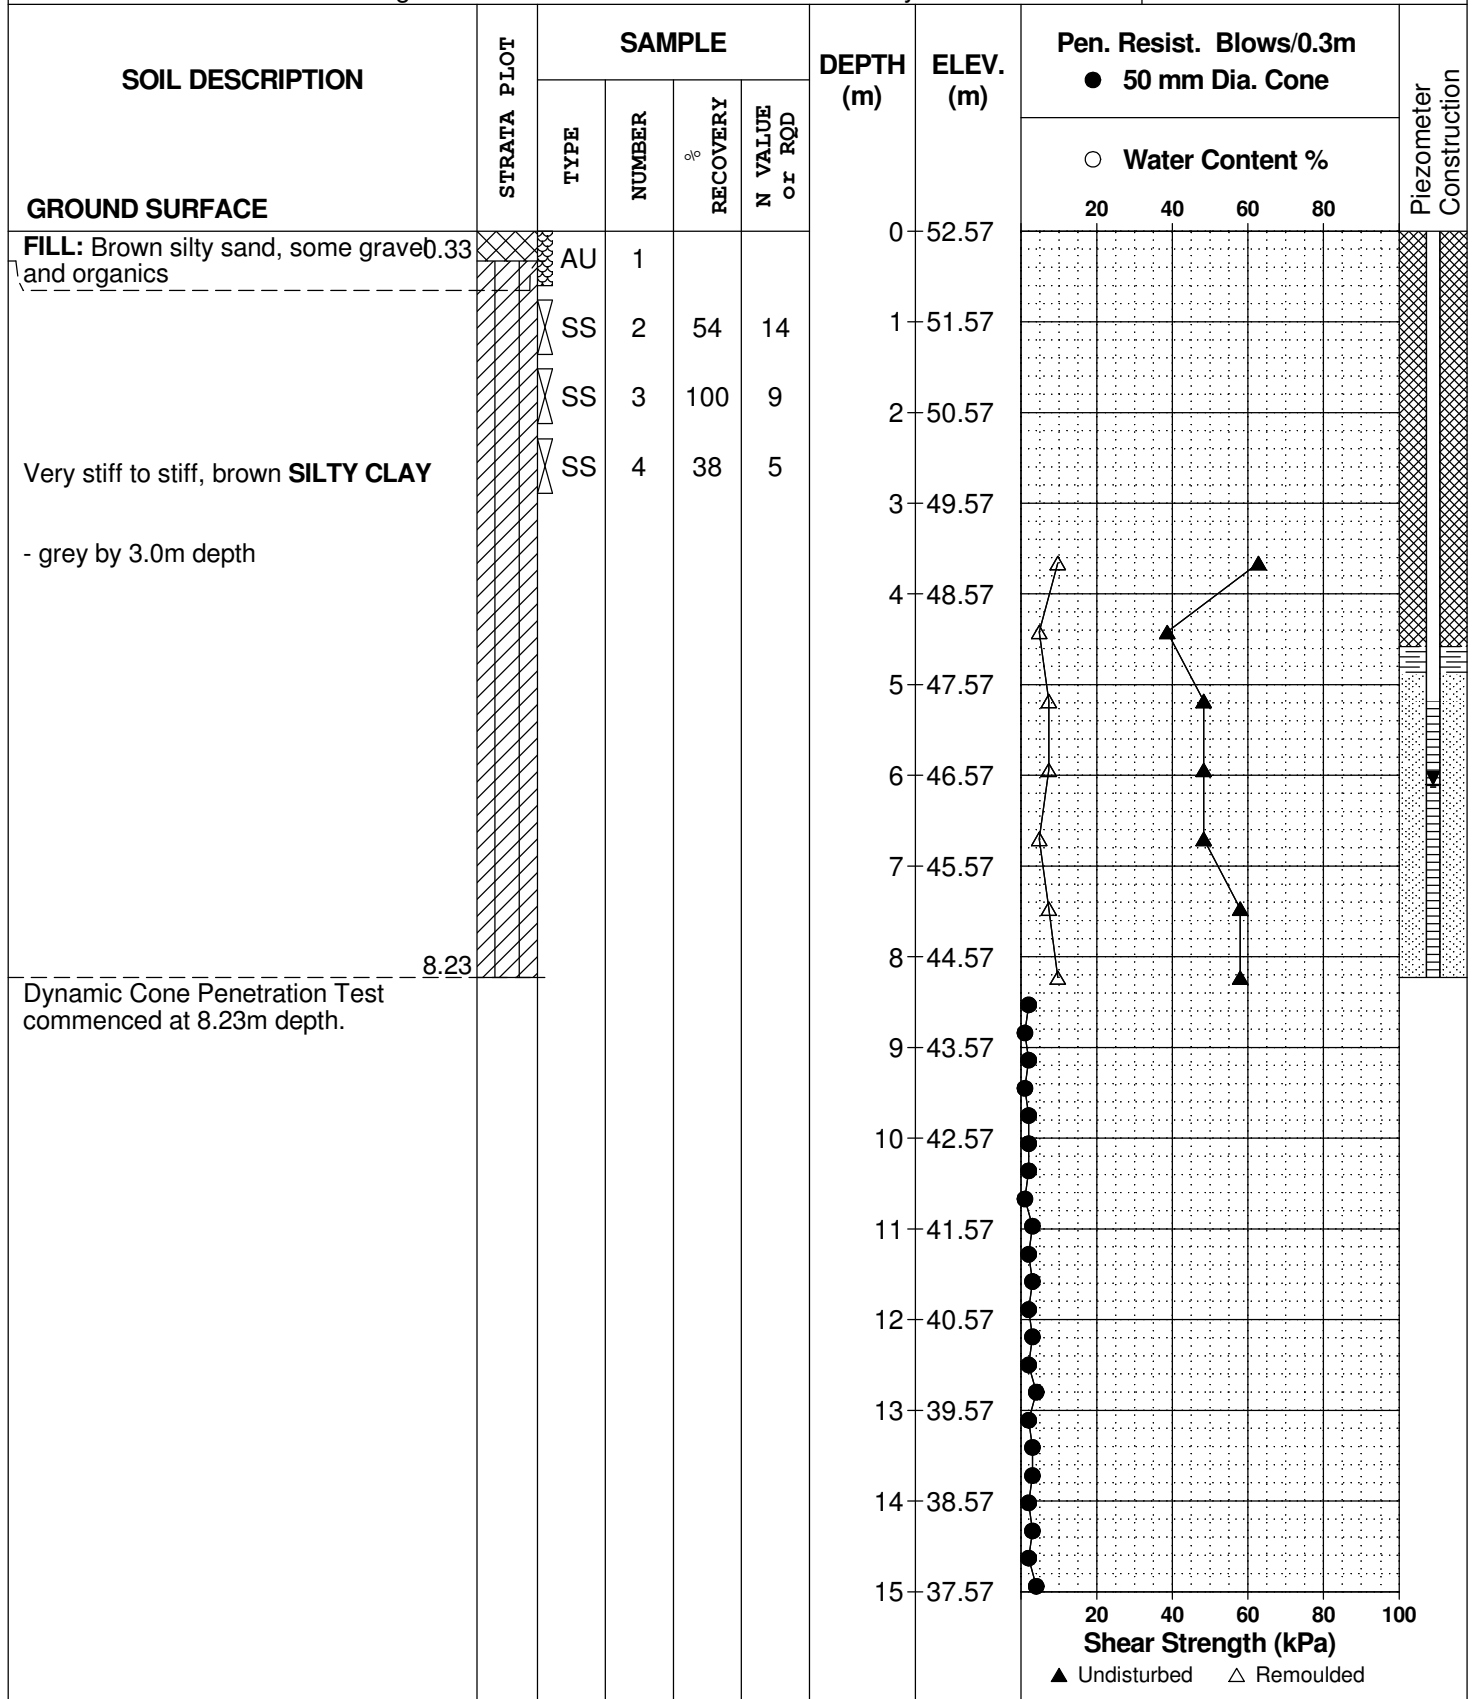 SOIL DESCRIPTION
GROUND SURFACE
STRATA PLOT
SAMPLE
TYPE
NUMBER
% RECOVERY
N VALUE or RQD
DEPTH (m)
ELEV. (m)
Pen. Resist. Blows/0.3m
● 50 mm Dia. Cone
○ Water Content %
20 40 60 80
Piezometer Construction
FILL: Brown silty sand, some gravel 0.33
and organics
AU 1
SS 2 54 14
SS 3 100 9
SS 4 38 5
Very stiff to stiff, brown SILTY CLAY
- grey by 3.0m depth
8.23
Dynamic Cone Penetration Test
commenced at 8.23m depth.
0 52.57
1 51.57
2 50.57
3 49.57
4 48.57
5 47.57
6 46.57
7 45.57
8 44.57
9 43.57
10 42.57
11 41.57
12 40.57
13 39.57
14 38.57
15 37.57
20 40 60 80 100
Shear Strength (kPa)
▲ Undisturbed △ Remoulded